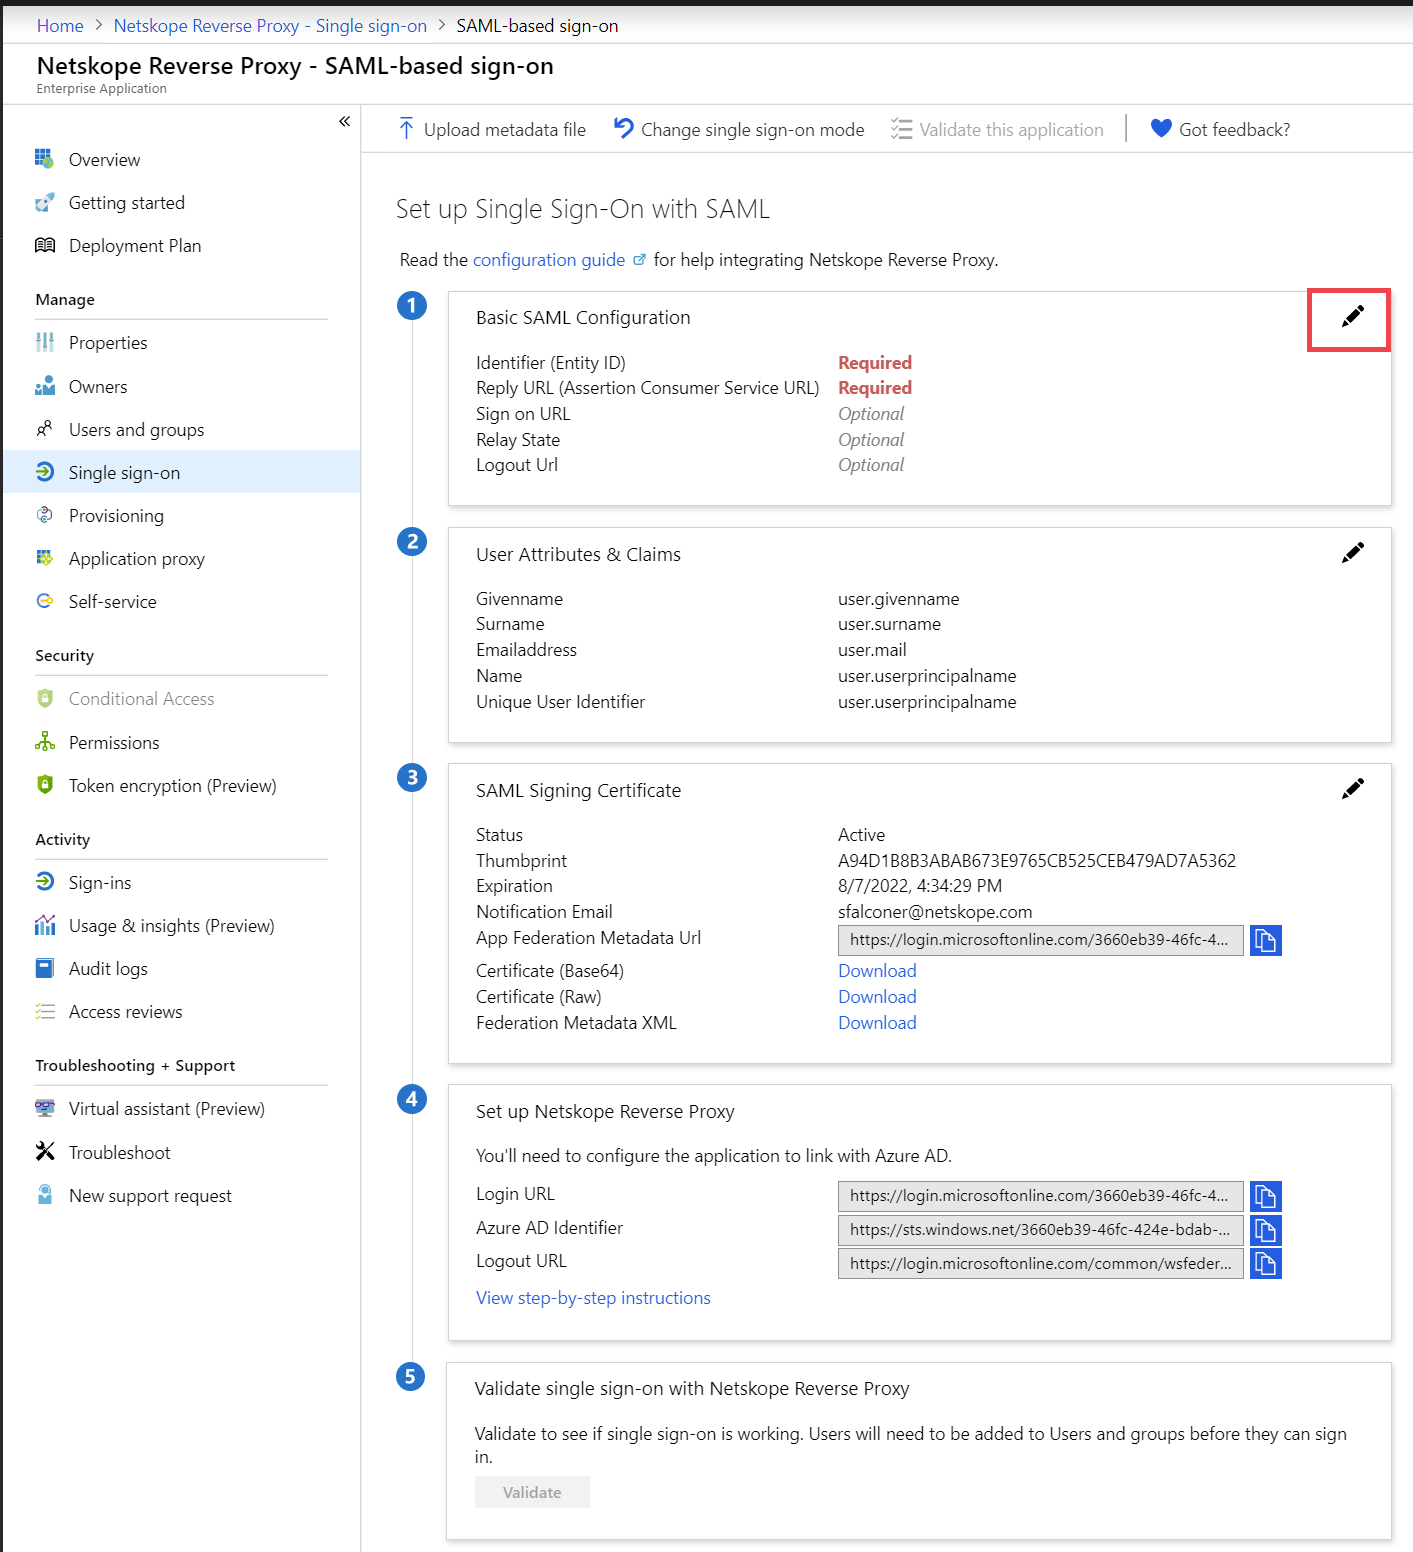 Home > Netskope Reverse Proxy - Single sign-on > SAML-based sign-on
Netskope Reverse Proxy - SAML-based sign-on
Enterprise Application
«
Overview
Getting started
Deployment Plan
Manage
Properties
Owners
Users and groups
Single sign-on
Provisioning
Application proxy
Self-service
Security
Conditional Access
Permissions
Token encryption (Preview)
Activity
Sign-ins
Usage & insights (Preview)
Audit logs
Access reviews
Troubleshooting + Support
Virtual assistant (Preview)
Troubleshoot
New support request
Upload metadata file Change single sign-on mode Validate this application Got feedback?
Set up Single Sign-On with SAML
Read the configuration guide for help integrating Netskope Reverse Proxy.
1
Basic SAML Configuration
Identifier (Entity ID) Required
Reply URL (Assertion Consumer Service URL) Required
Sign on URL Optional
Relay State Optional
Logout Url Optional
2
User Attributes & Claims
Givenname user.givenname
Surname user.surname
Emailaddress user.mail
Name user.userprincipalname
Unique User Identifier user.userprincipalname
3
SAML Signing Certificate
Status Active
Thumbprint A94D1B8B3ABAB673E9765CB525CEB479AD7A5362
Expiration 8/7/2022, 4:34:29 PM
Notification Email sfalconer@netskope.com
App Federation Metadata Url https://login.microsoftonline.com/3660eb39-46fc-4...
Certificate (Base64) Download
Certificate (Raw) Download
Federation Metadata XML Download
4
Set up Netskope Reverse Proxy
You'll need to configure the application to link with Azure AD.
Login URL https://login.microsoftonline.com/3660eb39-46fc-4...
Azure AD Identifier https://sts.windows.net/3660eb39-46fc-424e-bdab-...
Logout URL https://login.microsoftonline.com/common/wsfeder...
View step-by-step instructions
5
Validate single sign-on with Netskope Reverse Proxy
Validate to see if single sign-on is working. Users will need to be added to Users and groups before they can sign
in.
Validate